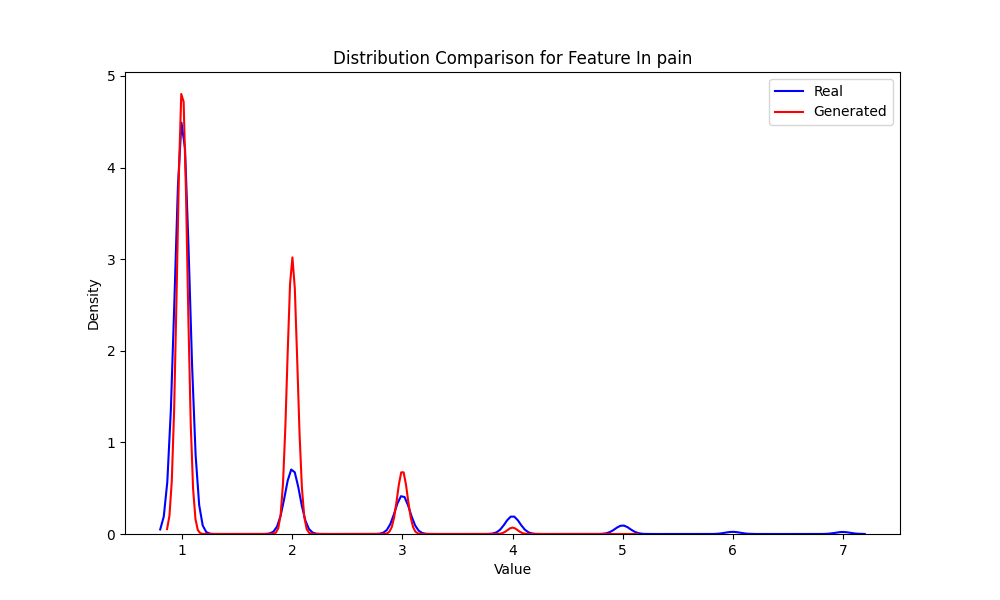 Distribution Comparison for Feature In pain
Real
Generated
Density
5
4
3
2
1
0
1 2 3 4 5 6 7
Value